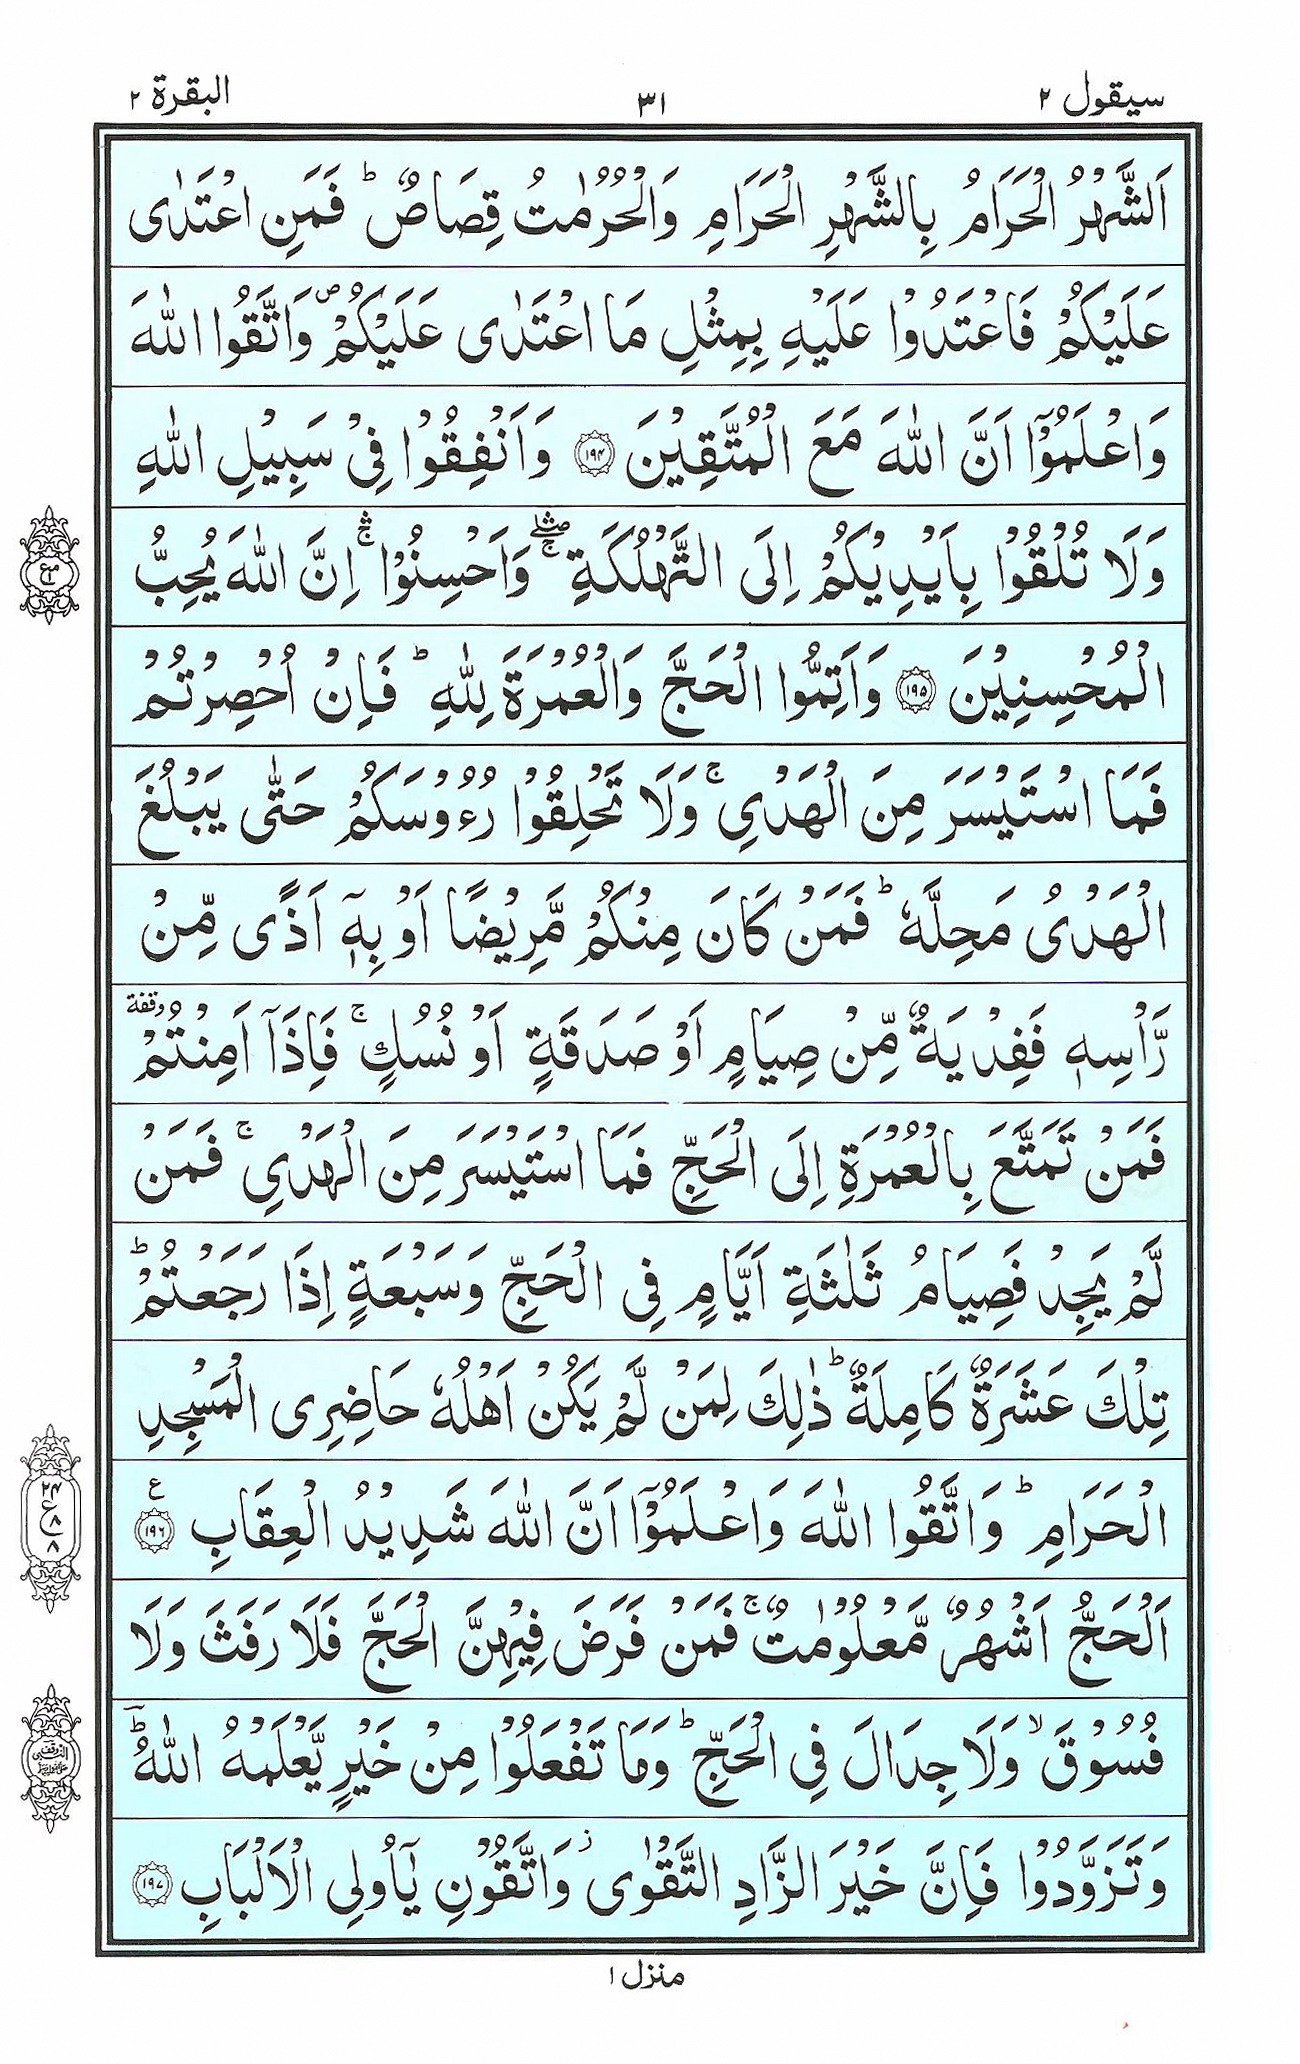 سيقول ٢ ٣١ البقرة ٢
اَلشَّهْرُ الْحَرَامُ بِالشَّهْرِ الْحَرَامِ وَالْحُرُمٰتُ قِصَاصٌ ؕ فَمَنِ اعْتَدٰى
عَلَيْكُمْ فَاعْتَدُوْا عَلَيْهِ بِمِثْلِ مَا اعْتَدٰى عَلَيْكُمْ ۪ وَاتَّقُوا اللّٰهَ
وَاعْلَمُوْۤا اَنَّ اللّٰهَ مَعَ الْمُتَّقِيْنَ ١٩۴ وَاَنْفِقُوْا فِيْ سَبِيْلِ اللّٰهِ
وَلَا تُلْقُوْا بِاَيْدِيْكُمْ اِلَى التَّهْلُكَةِ ۖۛۚ وَاَحْسِنُوْا ۛۚ اِنَّ اللّٰهَ يُحِبُّ
الْمُحْسِنِيْنَ ١٩۵ وَاَتِمُّوا الْحَجَّ وَالْعُمْرَةَ لِلّٰهِ ؕ فَاِنْ اُحْصِرْتُمْ
فَمَا اسْتَيْسَرَ مِنَ الْهَدْيِ ۚ وَلَا تَحْلِقُوْا رُءُوْسَكُمْ حَتّٰى يَبْلُغَ
الْهَدْىُ مَحِلَّهٗ ؕ فَمَنْ كَانَ مِنْكُمْ مَّرِيْضًا اَوْ بِهٖۤ اَذًى مِّنْ
رَّاْسِهٖ فَفِدْيَةٌ مِّنْ صِيَامٍ اَوْ صَدَقَةٍ اَوْ نُسُكٍ ۚ فَاِذَاۤ اَمِنْتُمْ وقفة
فَمَنْ تَمَتَّعَ بِالْعُمْرَةِ اِلَى الْحَجِّ فَمَا اسْتَيْسَرَ مِنَ الْهَدْيِ ۚ فَمَنْ
لَّمْ يَجِدْ فَصِيَامُ ثَلٰثَةِ اَيَّامٍ فِى الْحَجِّ وَسَبْعَةٍ اِذَا رَجَعْتُمْ ؕ
تِلْكَ عَشَرَةٌ كَامِلَةٌ ؕ ذٰلِكَ لِمَنْ لَّمْ يَكُنْ اَهْلُهٗ حَاضِرِى الْمَسْجِدِ
الْحَرَامِ ؕ وَاتَّقُوا اللّٰهَ وَاعْلَمُوْۤا اَنَّ اللّٰهَ شَدِيْدُ الْعِقَابِ ١٩٦ ع
٢۴ ع ٨ ٨
اَلْحَجُّ اَشْهُرٌ مَّعْلُوْمٰتٌ ۚ فَمَنْ فَرَضَ فِيْهِنَّ الْحَجَّ فَلَا رَفَثَ وَلَا
فُسُوْقَ ۙ وَلَا جِدَالَ فِي الْحَجِّ ؕ وَمَا تَفْعَلُوْا مِنْ خَيْرٍ يَّعْلَمْهُ اللّٰهُ ؔؕ
وَتَزَوَّدُوْا فَاِنَّ خَيْرَ الزَّادِ التَّقْوٰى ۫ وَاتَّقُوْنِ يٰۤاُولِى الْاَلْبَابِ ١٩٧
منزل ١